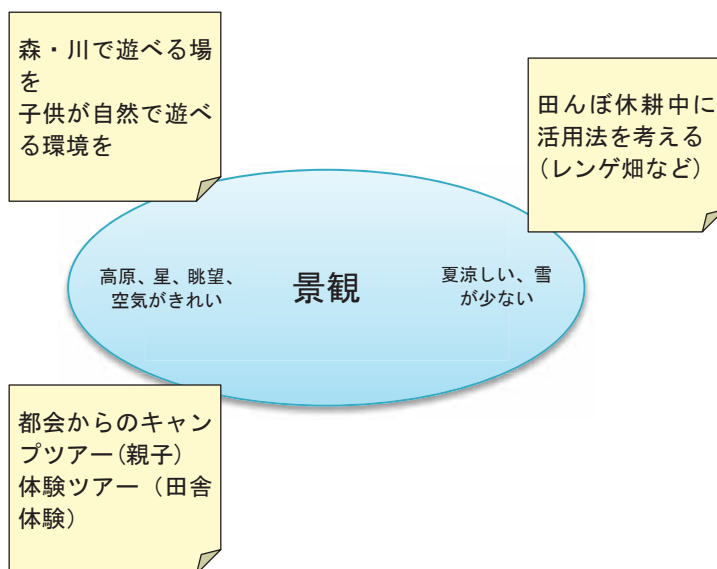 森・川で遊べる場
を
子供が自然で遊べ
る環境を
田んぼ休耕中に
活用法を考える
(レンゲ畑など)
高原、星、眺望、
空気がきれい
景観
夏涼しい、雪
が少ない
都会からのキャン
プツアー(親子)
体験ツアー(田舎
体験)